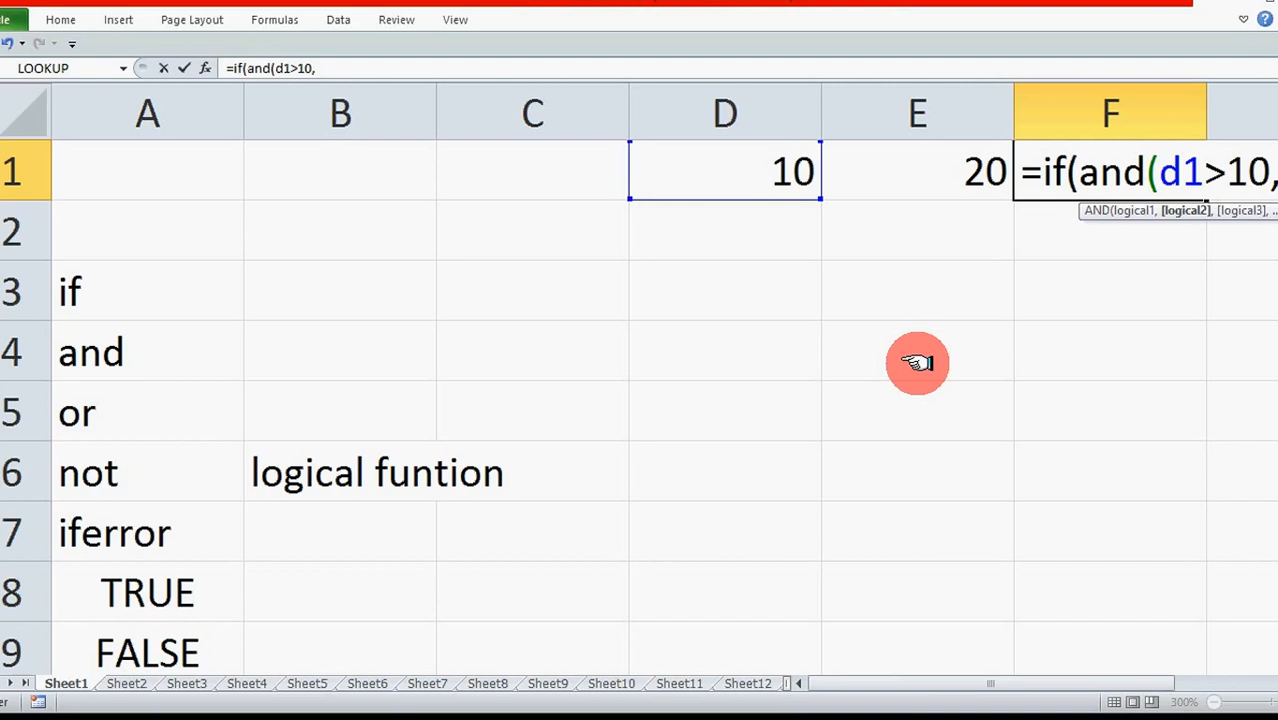 le Home Insert Page Layout Formulas Data Review View
LOOKUP =if(and(d1>10,
A B C D E F
1 10 20 =if(and(d1>10,
AND(logical1, [logical2], [logical3], ...
2
3 if
4 and
5 or
6 not logical funtion
7 iferror
8 TRUE
9 FALSE
Sheet1 Sheet2 Sheet3 Sheet4 Sheet5 Sheet6 Sheet7 Sheet8 Sheet9 Sheet10 Sheet11 Sheet12
er 300%